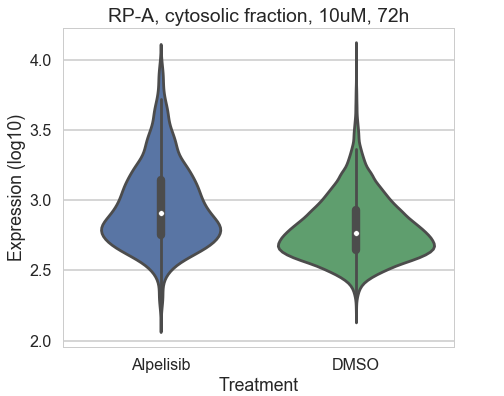 RP-A, cytosolic fraction, 10uM, 72h
Expression (log10)
4.0
3.5
3.0
2.5
2.0
Alpelisib
DMSO
Treatment